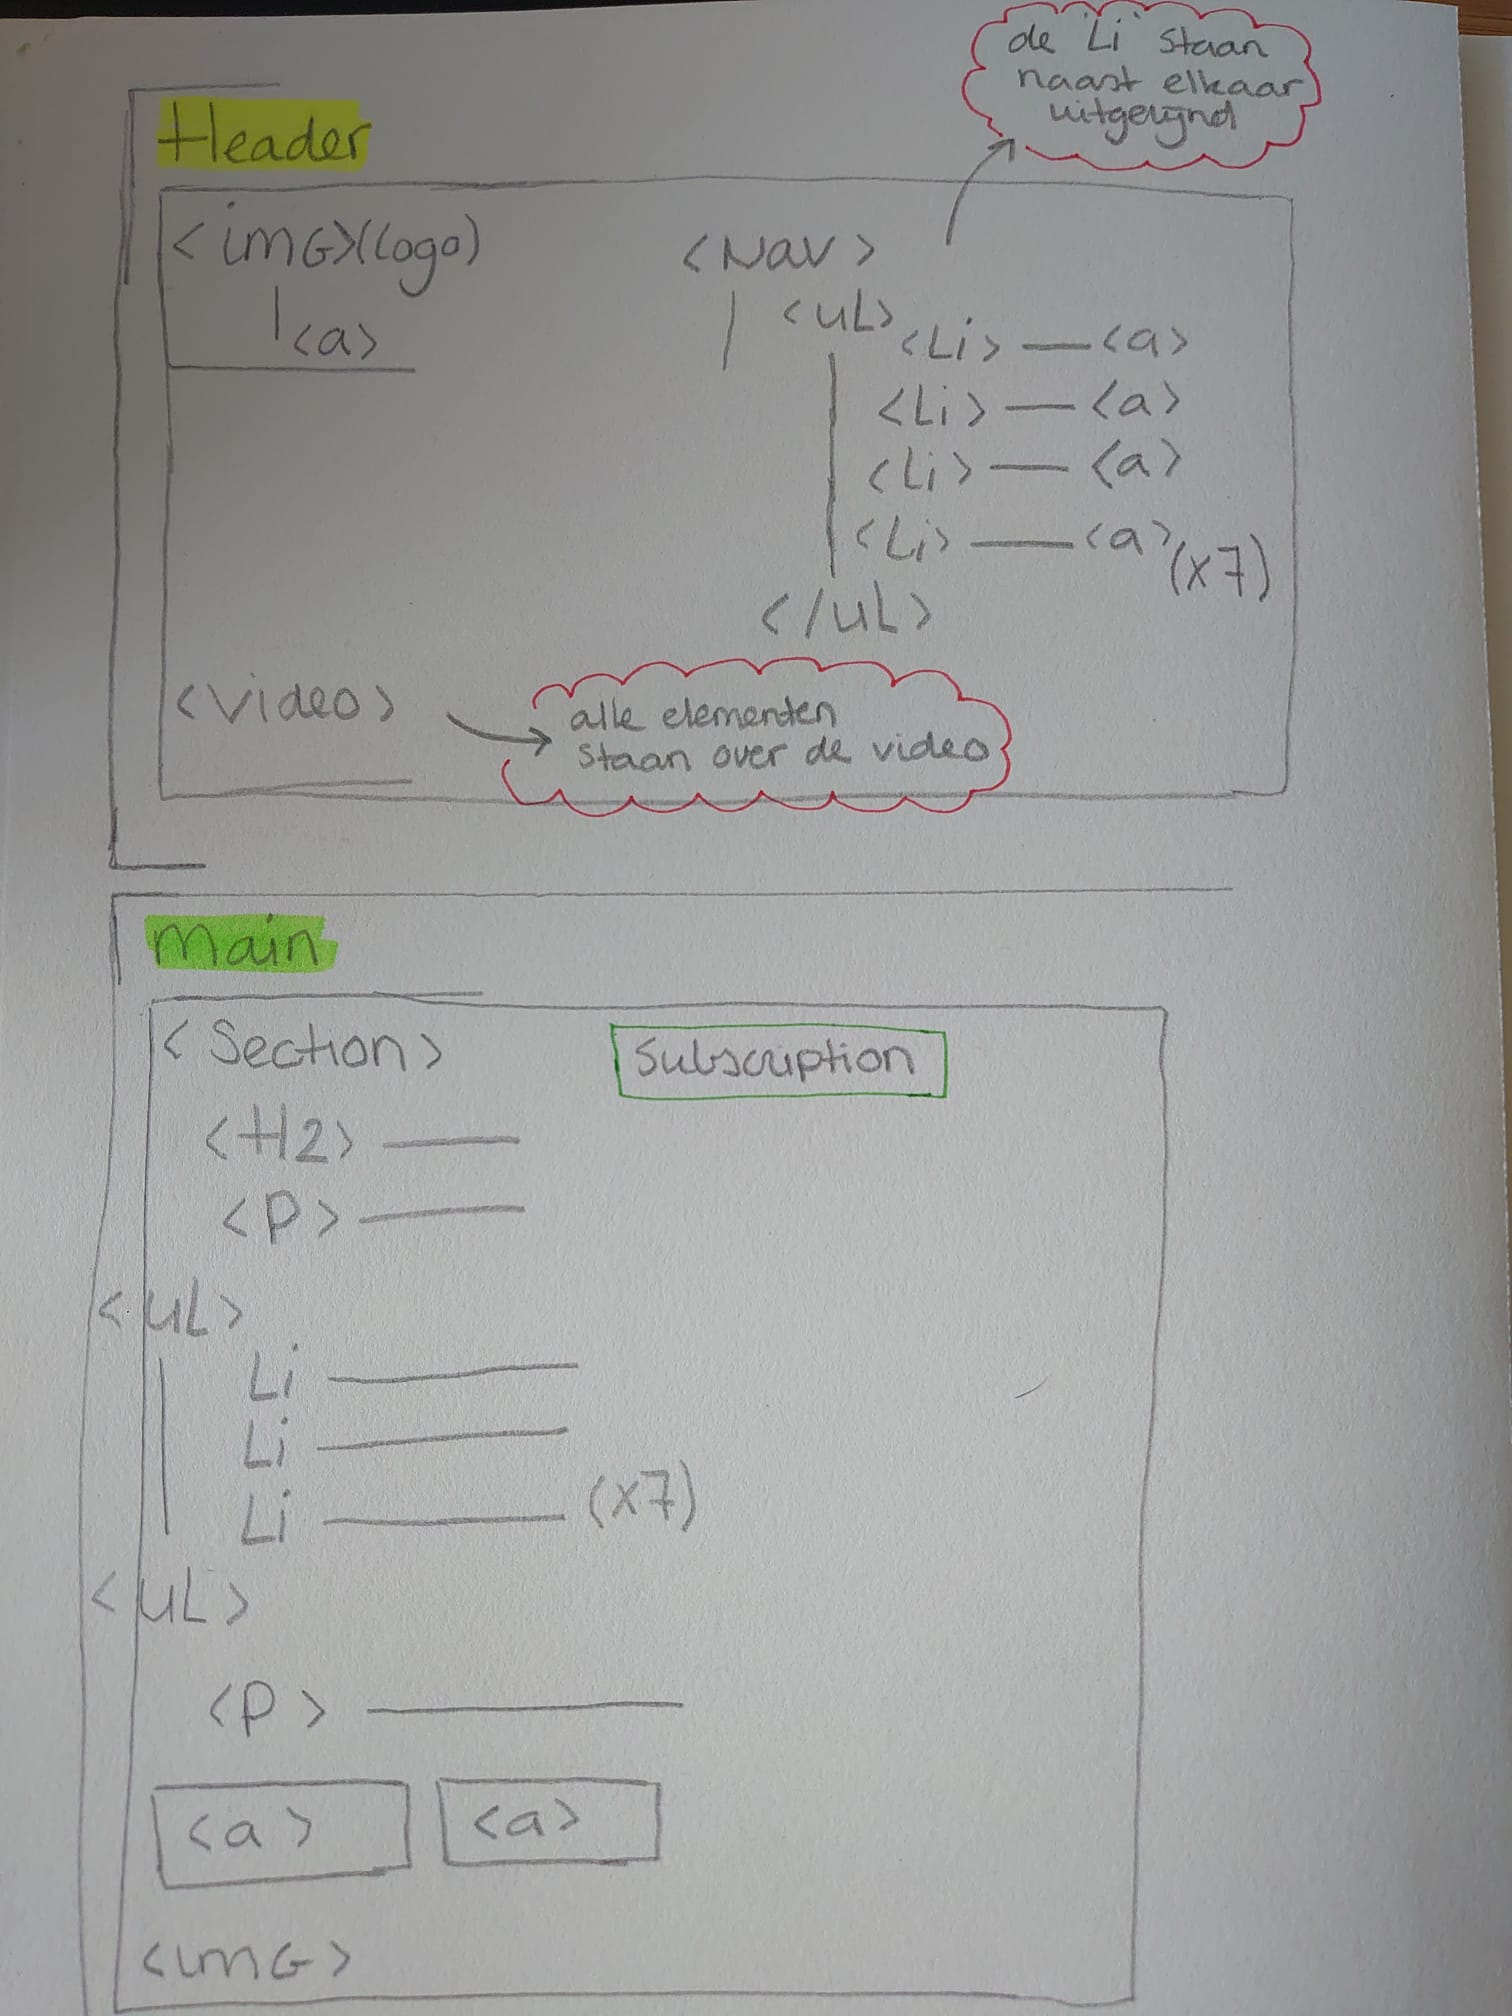 de 'Li' staan
naast elkaar
uitgelijnd
Header
<imG>(Logo)
<a>
<Nav>
<uL>
<Li> — <a>
<Li> — <a>
<Li> — <a>
<Li> — <a> (x7)
</uL>
<video>
alle elementen
staan over de video
main
<Section>
Subscription
<H2>
<P>
<uL>
Li
Li
Li (x7)
<uL>
<P>
<a> <a>
<imG>